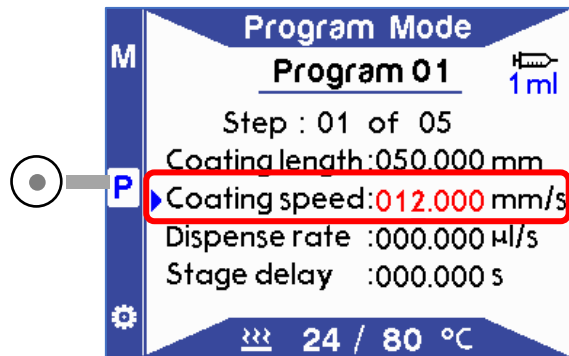 Program Mode
M
Program 01
1 ml
Step : 01 of 05
Coating length:050.000 mm
P
Coating speed:012.000 mm/s
Dispense rate :000.000 µl/s
Stage delay :000.000 s
24 / 80 °C